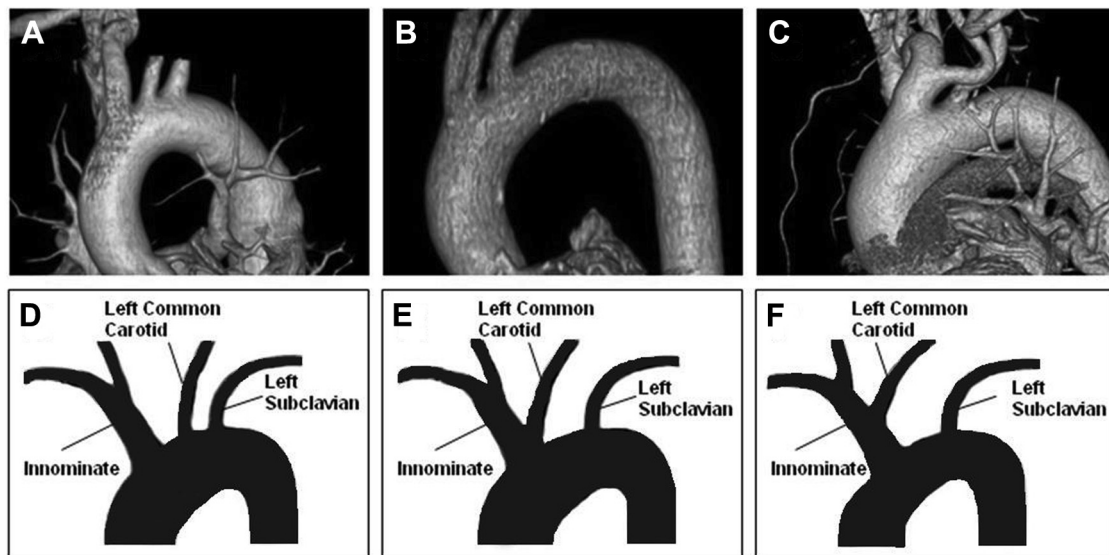 A
B
C
D
Left Common
Carotid
Left
Subclavian
Innominate
E
Left Common
Carotid
Left
Subclavian
Innominate
F
Left Common
Carotid
Left
Subclavian
Innominate